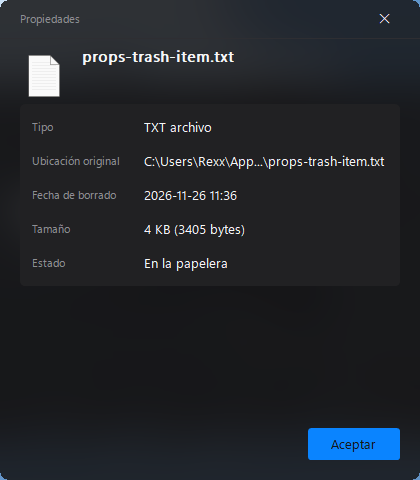 Propiedades
props-trash-item.txt
Tipo TXT archivo
Ubicación original C:\Users\Rexx\App...\props-trash-item.txt
Fecha de borrado 2026-11-26 11:36
Tamaño 4 KB (3405 bytes)
Estado En la papelera
Aceptar